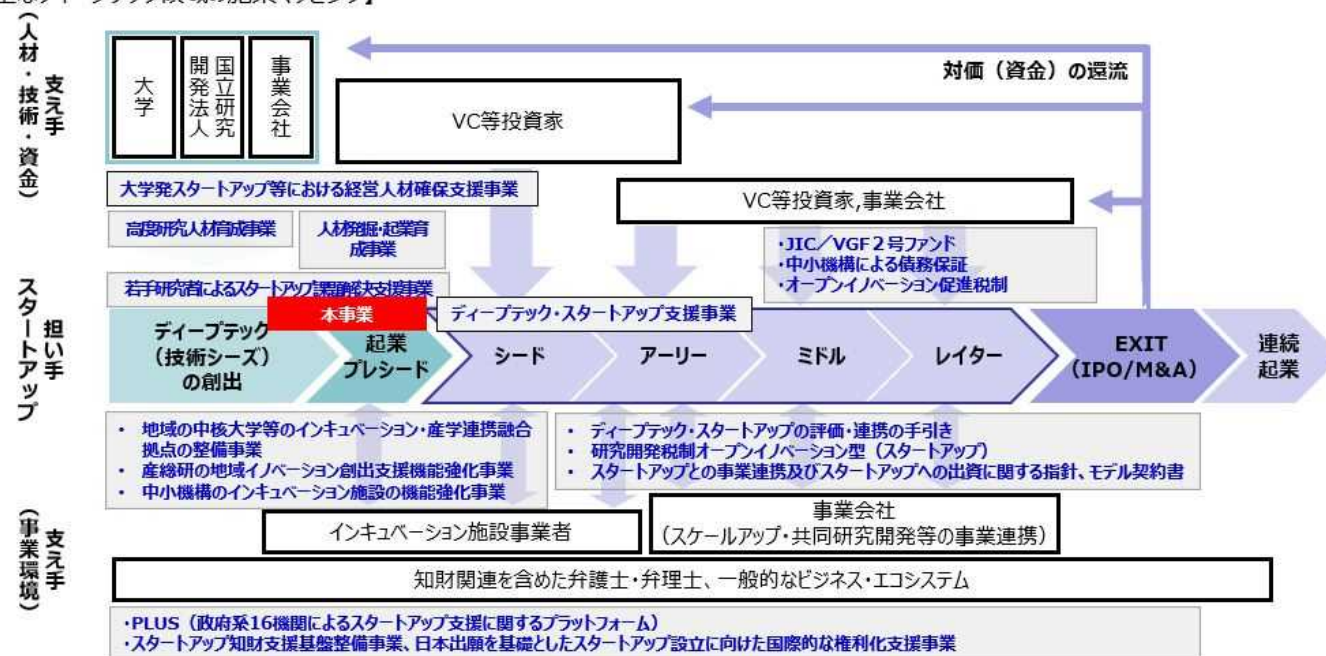 主なディープテック領域の施策マッピング】
支え手
（人材・技術・資金）
大学
国立研究
開発法人
事業会社
VC等投資家
対価（資金）の還流
大学発スタートアップ等における経営人材確保支援事業
VC等投資家,事業会社
高度研究人材育成事業
人材発掘・起業育
成事業
・JIC／VGF２号ファンド
・中小機構による債務保証
・オープンイノベーション促進税制
若手研究者によるスタートアップ課題解決支援事業
担い手
スタートアップ
本事業
ディープテック・スタートアップ支援事業
ディープテック
（技術シーズ）
の創出
起業
プレシード
シード
アーリー
ミドル
レイター
EXIT
（IPO/M&A）
連続
起業
・ 地域の中核大学等のインキュベーション・産学連携融合
拠点の整備事業
・ 産総研の地域イノベーション創出支援機能強化事業
・ 中小機構のインキュベーション施設の機能強化事業
・ ディープテック・スタートアップの評価・連携の手引き
・ 研究開発税制オープンイノベーション型（スタートアップ）
・ スタートアップとの事業連携及びスタートアップへの出資に関する指針、モデル契約書
支え手
（事業環境）
インキュベーション施設事業者
事業会社
（スケールアップ・共同研究開発等の事業連携）
知財関連を含めた弁護士・弁理士、一般的なビジネス・エコシステム
・PLUS（政府系16機関によるスタートアップ支援に関するプラットフォーム）
・スタートアップ知財支援基盤整備事業、日本出願を基礎としたスタートアップ設立に向けた国際的な権利化支援事業